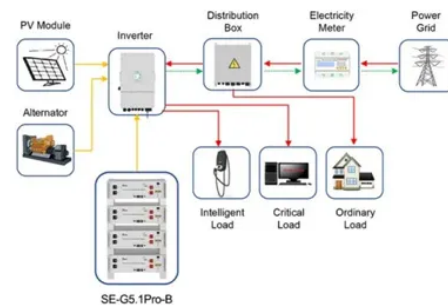 PV Module
Inverter
Distribution
Box
Electricity
Meter
Power
Grid
Alternator
Intelligent
Load
Critical
Load
Ordinary
Load
SE-G5.1Pro-B